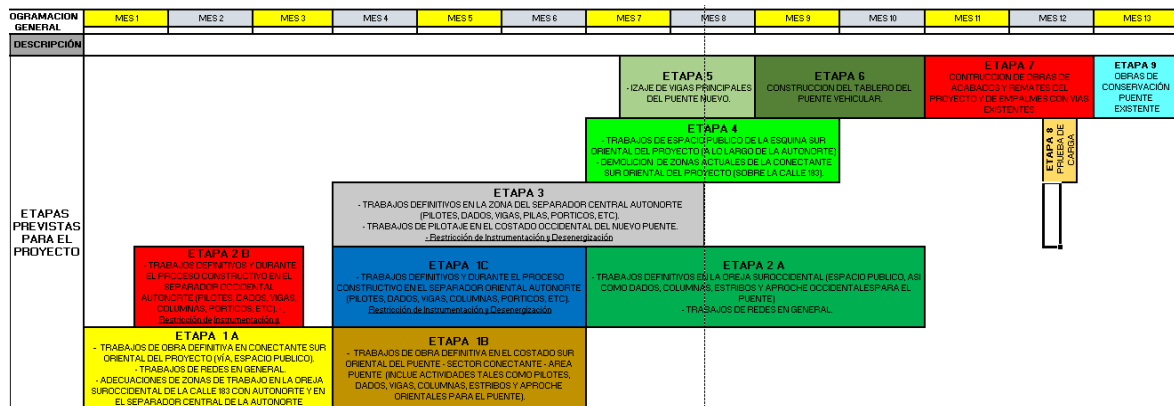 OGRAMACION
GENERAL
MES 1 MES 2 MES 3 MES 4 MES 5 MES 6 MES 7 MES 8 MES 9 MES 10 MES 11 MES 12 MES 13
DESCRIPCIÓN
ETAPAS
PREVISTAS
PARA EL
PROYECTO
ETAPA 5
- IZAJE DE VIGAS PRINCIPALES
DEL PUENTE NUEVO.
ETAPA 6
CONSTRUCCION DEL TABLERO DEL
PUENTE VEHICULAR.
ETAPA 7
CONTRUCCION DE OBRAS DE
ACABADOS Y REMATES DEL
PROYECTO Y DE EMPALMES CON VIAS
EXISTENTES.
ETAPA 9
OBRAS DE
CONSERVACIÓN
PUENTE
EXISTENTE
ETAPA 4
- TRABAJOS DE ESPACIO PUBLICO DE LA ESQUINA SUR
ORIENTAL DEL PROYECTO (A LO LARGO DE LA AUTONORTE)
- DEMOLICION DE ZONAS ACTUALES DE LA CONECTANTE
SUR ORIENTAL DEL PROYECTO (SOBRE LA CALLE 183).
ETAPA 8
PRUEBA DE
CARGA
ETAPA 3
- TRABAJOS DEFINITIVOS EN LA ZONA DEL SEPARADOR CENTRAL AUTONORTE
(PILOTES, DADOS, VIGAS, PILAS, PORTICOS, ETC).
- TRABAJOS DE PILOTAJE EN EL COSTADO OCCIDENTAL DEL NUEVO PUENTE.
- Restricción de Instrumentación y Desenergización
ETAPA 2 B
- TRABAJOS DEFINITIVOS Y DURANTE
EL PROCESO CONSTRUCTIVO EN EL
SEPARADOR OCCIDENTAL
AUTONORTE (PILOTES, DADOS, VIGAS,
COLUMNAS, PORTICOS, ETC). -
Restricción de Instrumentación y
ETAPA 1C
- TRABAJOS DEFINITIVOS Y DURANTE EL PROCESO
CONSTRUCTIVO EN EL SEPARADOR ORIENTAL AUTONORTE
(PILOTES, DADOS, VIGAS, COLUMNAS, PORTICOS, ETC).
Restricción de Instrumentación y Desenergización
ETAPA 2 A
- TRABAJOS DEFINITIVOS EN LA OREJA SUROCCIDENTAL (ESPACIO PUBLICO, ASI
COMO DADOS, COLUMNAS, ESTRIBOS Y APROCHE OCCIDENTALESPARA EL
PUENTE)
- TRABAJOS DE REDES EN GENERAL.
ETAPA 1 A
- TRABAJOS DE OBRA DEFINITIVA EN CONECTANTE SUR
ORIENTAL DEL PROYECTO (VÍA, ESPACIO PUBLICO).
- TRABAJOS DE REDES EN GENERAL.
- ADECUACIONES DE ZONAS DE TRABAJO EN LA OREJA
SUROCCIDENTAL DE LA CALLE 183 CON AUTONORTE Y EN
EL SEPARADOR CENTRAL DE LA AUTONORTE
ETAPA 1B
- TRABAJOS DE OBRA DEFINITIVA EN EL COSTADO SUR
ORIENTAL DEL PUENTE - SECTOR CONECTANTE - AREA
PUENTE (INCLUE ACTIVIDADES TALES COMO PILOTES,
DADOS, VIGAS, COLUMNAS, ESTRIBOS Y APROCHE
ORIENTALES PARA EL PUENTE).